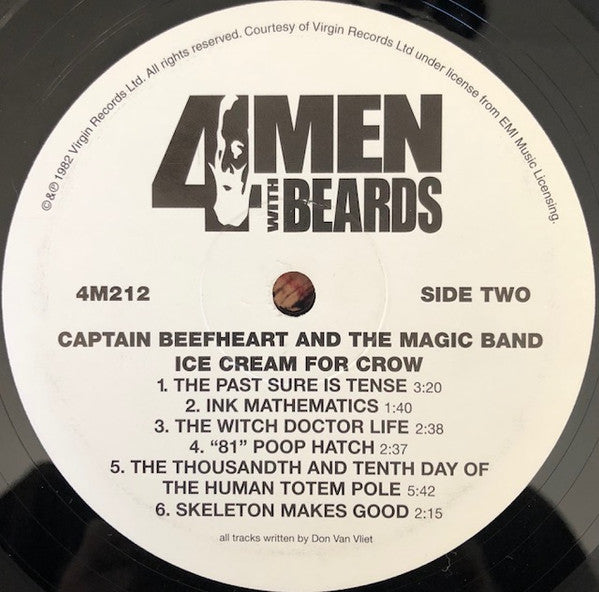 ©&℗ 1982 Virgin Records Ltd. All rights reserved. Courtesy of Virgin Records Ltd under license from EMI Music Licensing.
4 MEN
WITH BEARDS
4M212 SIDE TWO
CAPTAIN BEEFHEART AND THE MAGIC BAND
ICE CREAM FOR CROW
1. THE PAST SURE IS TENSE 3:20
2. INK MATHEMATICS 1:40
3. THE WITCH DOCTOR LIFE 2:38
4. “81” POOP HATCH 2:37
5. THE THOUSANDTH AND TENTH DAY OF
THE HUMAN TOTEM POLE 5:42
6. SKELETON MAKES GOOD 2:15
all tracks written by Don Van Vliet